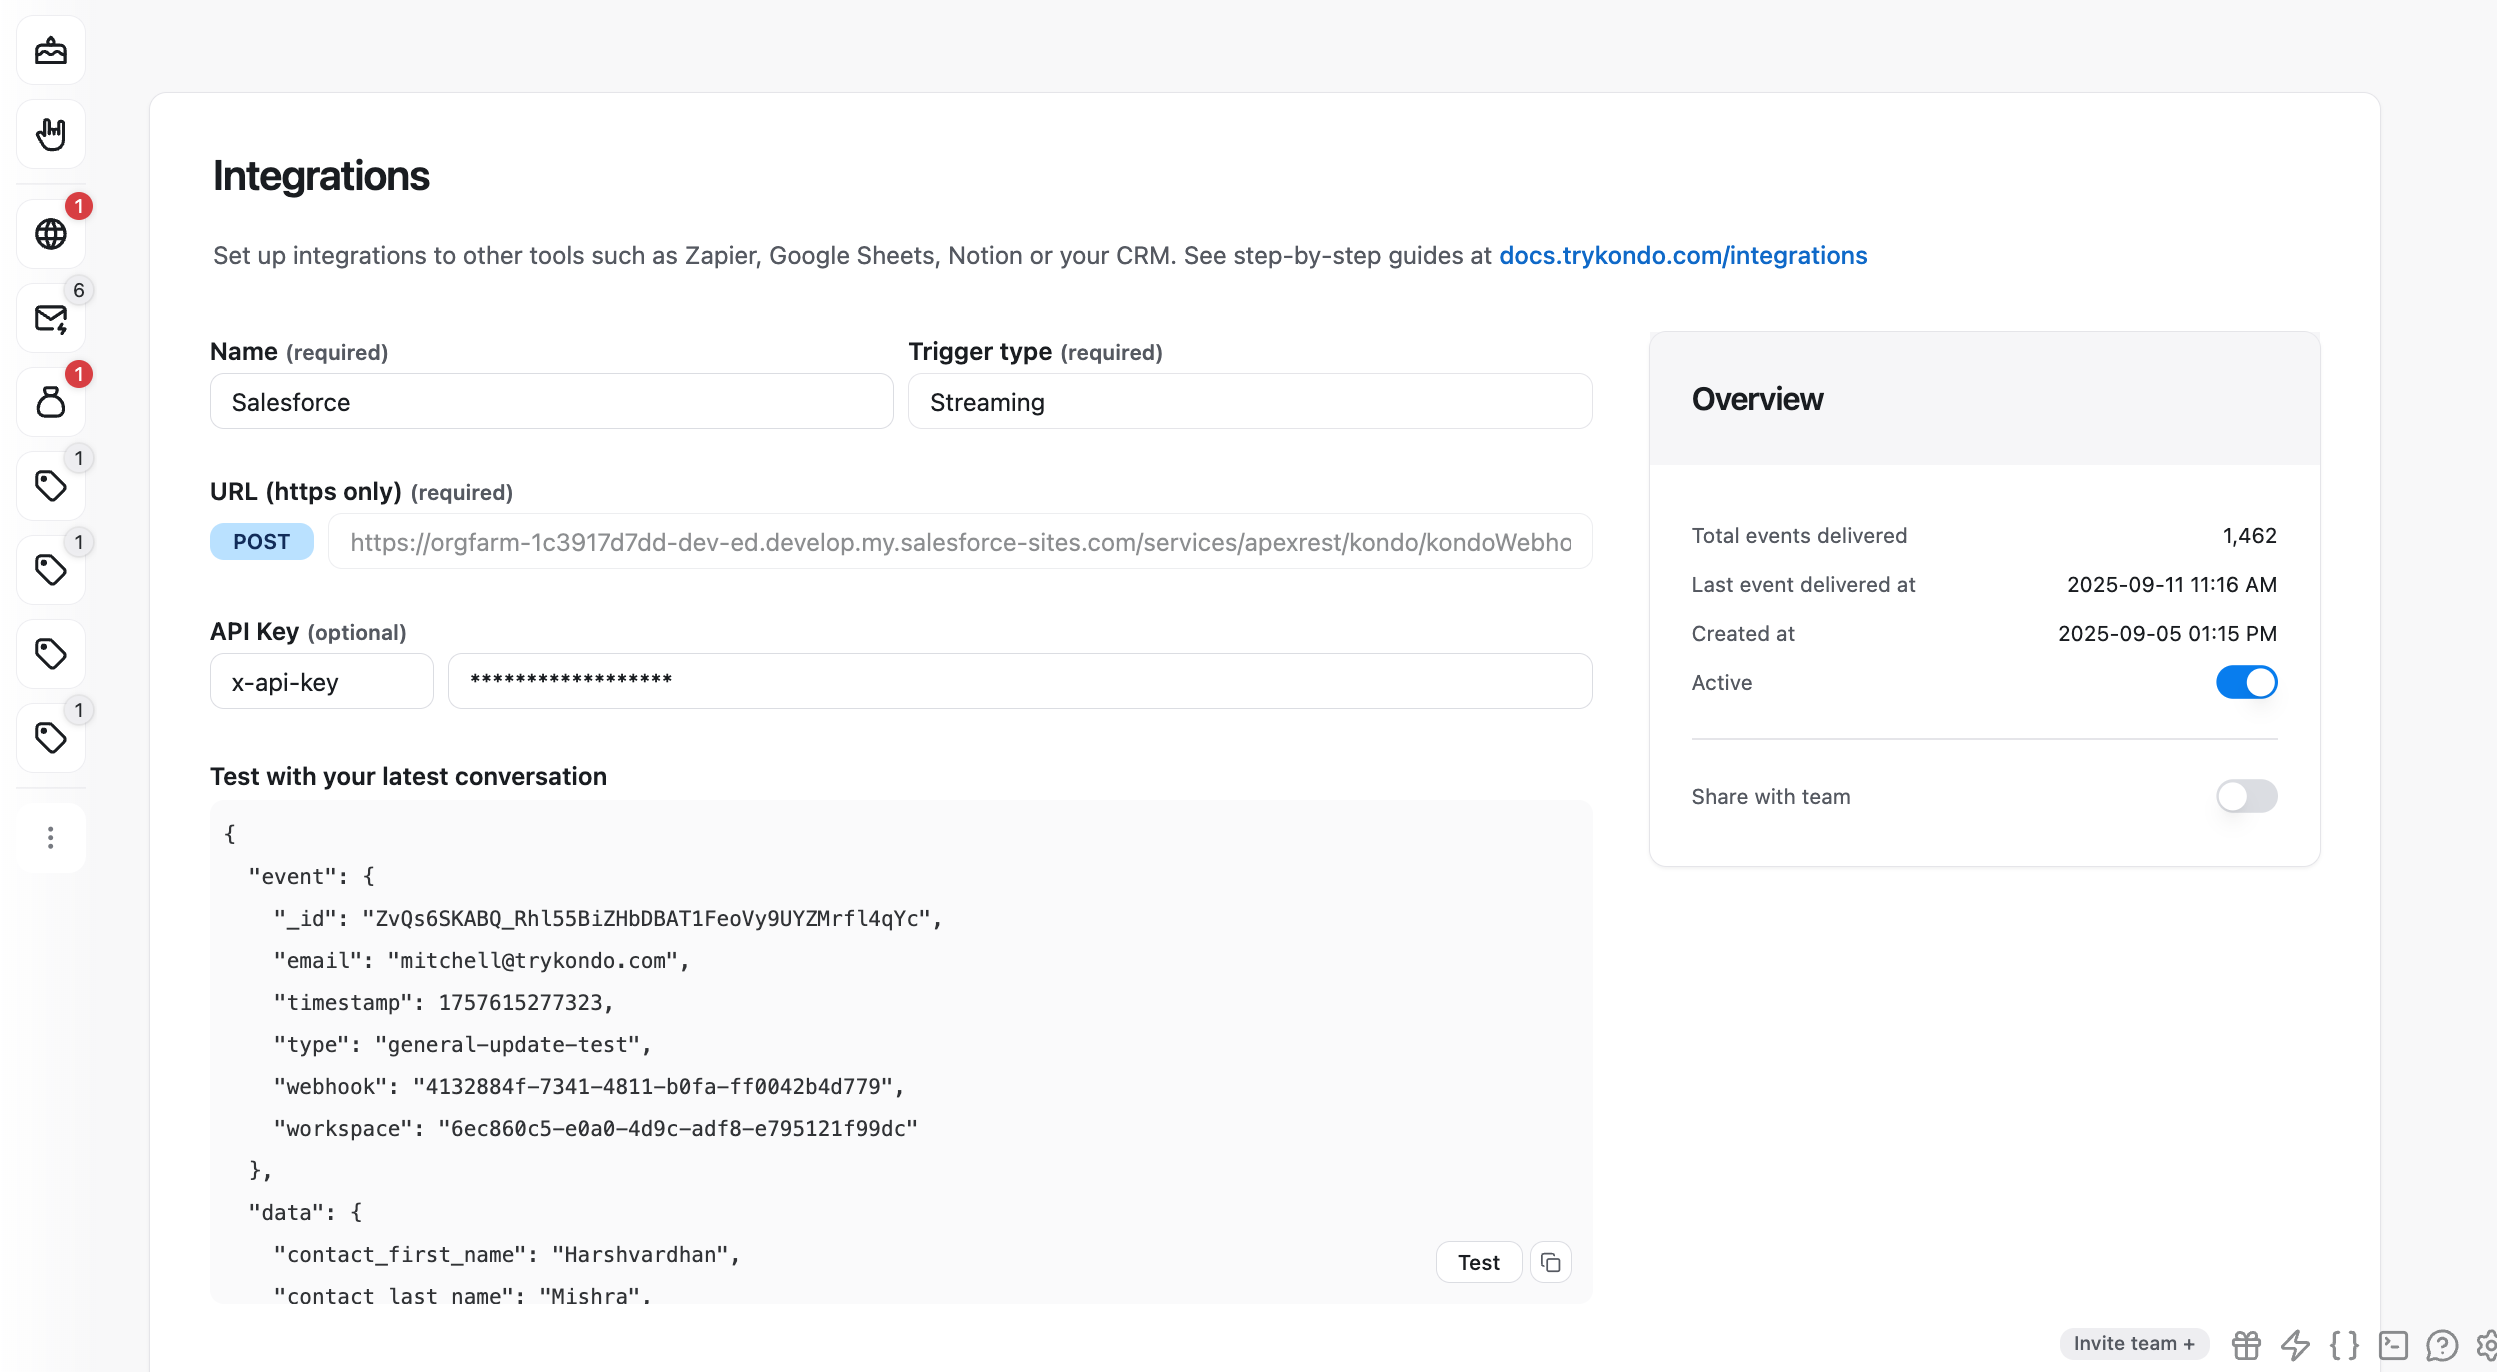 1
6
1
1
1
1
Integrations
Set up integrations to other tools such as Zapier, Google Sheets, Notion or your CRM. See step-by-step guides at docs.trykondo.com/integrations
Name (required)
Trigger type (required)
Salesforce
Streaming
URL (https only) (required)
POST
https://orgfarm-1c3917d7dd-dev-ed.develop.my.salesforce-sites.com/services/apexrest/kondo/kondoWebho
API Key (optional)
x-api-key
******************
Test with your latest conversation
{
"event": {
"_id": "ZvQs6SKABQ_Rhl55BiZHbDBAT1FeoVy9UYZMrfl4qYc",
"email": "mitchell@trykondo.com",
"timestamp": 1757615277323,
"type": "general-update-test",
"webhook": "4132884f-7341-4811-b0fa-ff0042b4d779",
"workspace": "6ec860c5-e0a0-4d9c-adf8-e795121f99dc"
},
"data": {
"contact_first_name": "Harshvardhan",
"contact_last_name": "Mishra",
Test
Overview
Total events delivered 1,462
Last event delivered at 2025-09-11 11:16 AM
Created at 2025-09-05 01:15 PM
Active
Share with team
Invite team +